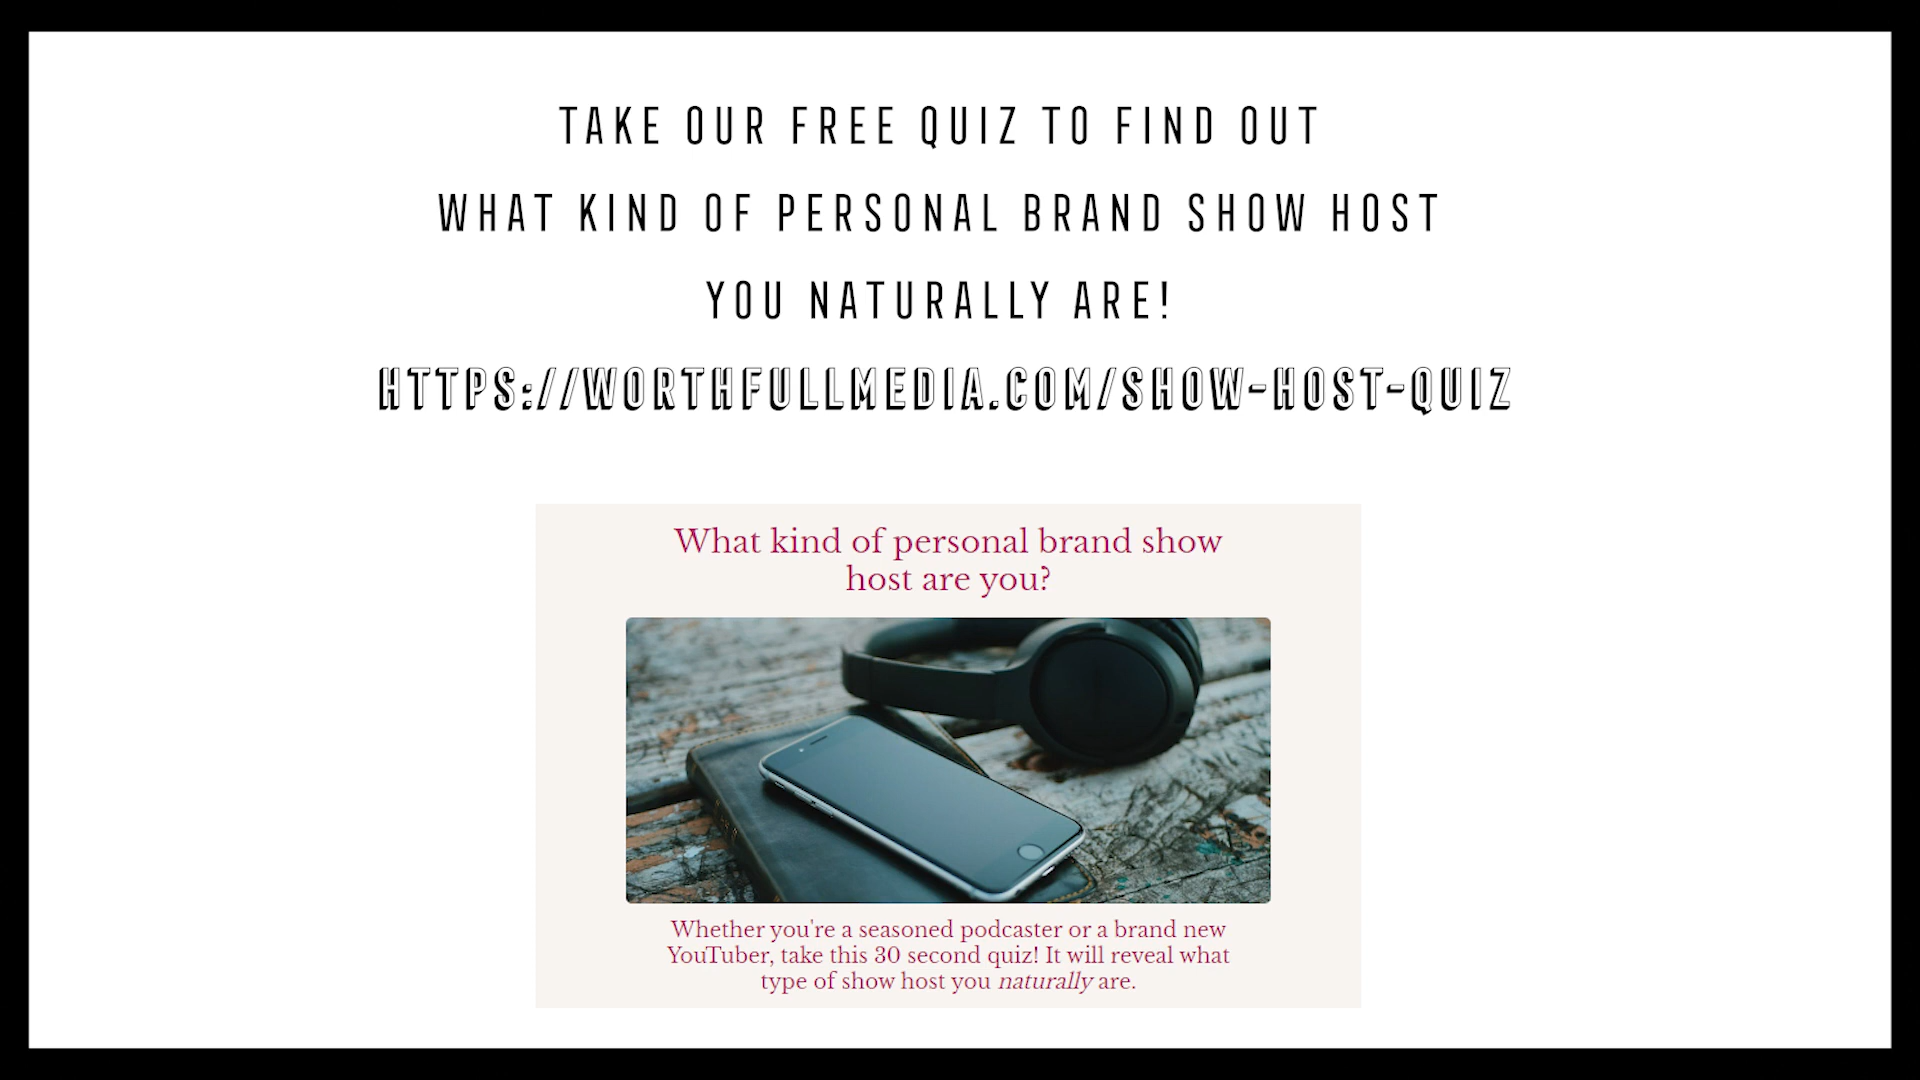 TAKE OUR FREE QUIZ TO FIND OUT
WHAT KIND OF PERSONAL BRAND SHOW HOST
YOU NATURALLY ARE!
HTTPS://WORTHFULLMEDIA.COM/SHOW-HOST-QUIZ
What kind of personal brand show
host are you?
Whether you're a seasoned podcaster or a brand new
YouTuber, take this 30 second quiz! It will reveal what
type of show host you naturally are.